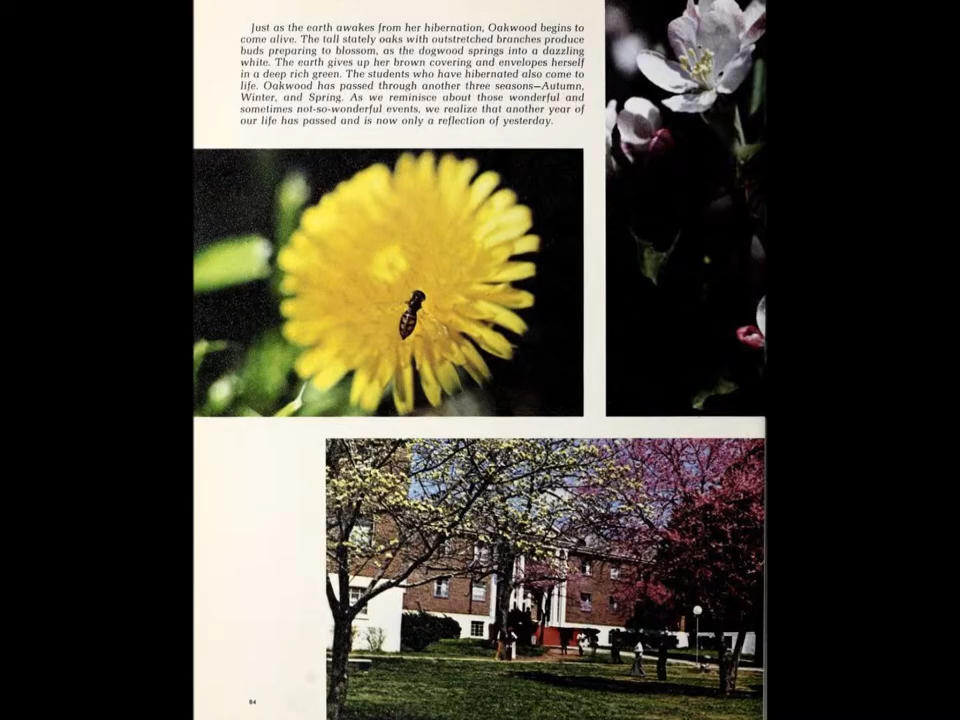 Just as the earth awakes from her hibernation, Oakwood begins to
come alive. The tall stately oaks with outstretched branches produce
buds preparing to blossom, as the dogwood springs into a dazzling
white. The earth gives up her brown covering and envelopes herself
in a deep rich green. The students who have hibernated also come to
life. Oakwood has passed through another three seasons—Autumn,
Winter, and Spring. As we reminisce about those wonderful and
sometimes not-so-wonderful events, we realize that another year of
our life has passed and is now only a reflection of yesterday.
84